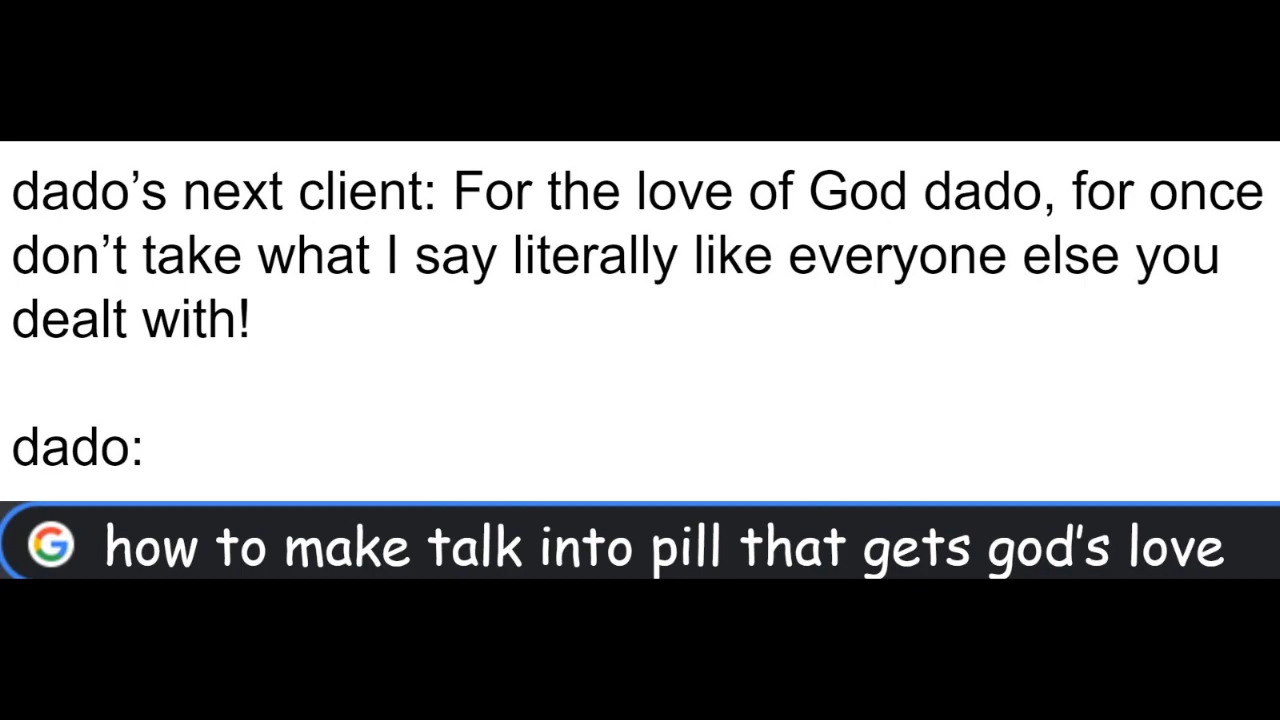 dado’s next client: For the love of God dado, for once
don’t take what I say literally like everyone else you
dealt with!
dado:
how to make talk into pill that gets god's love